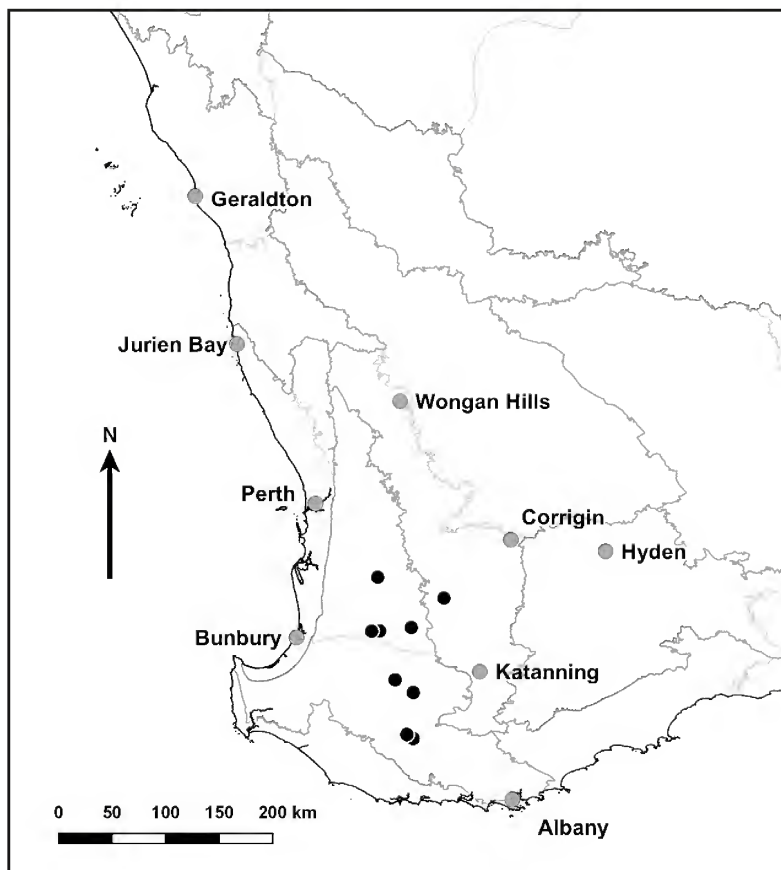 Geraldton
Jurien Bay
Wongan Hills
N
Perth
Corrigin
Hyden
Bunbury
Katanning
0 50 100 150 200 km
Albany